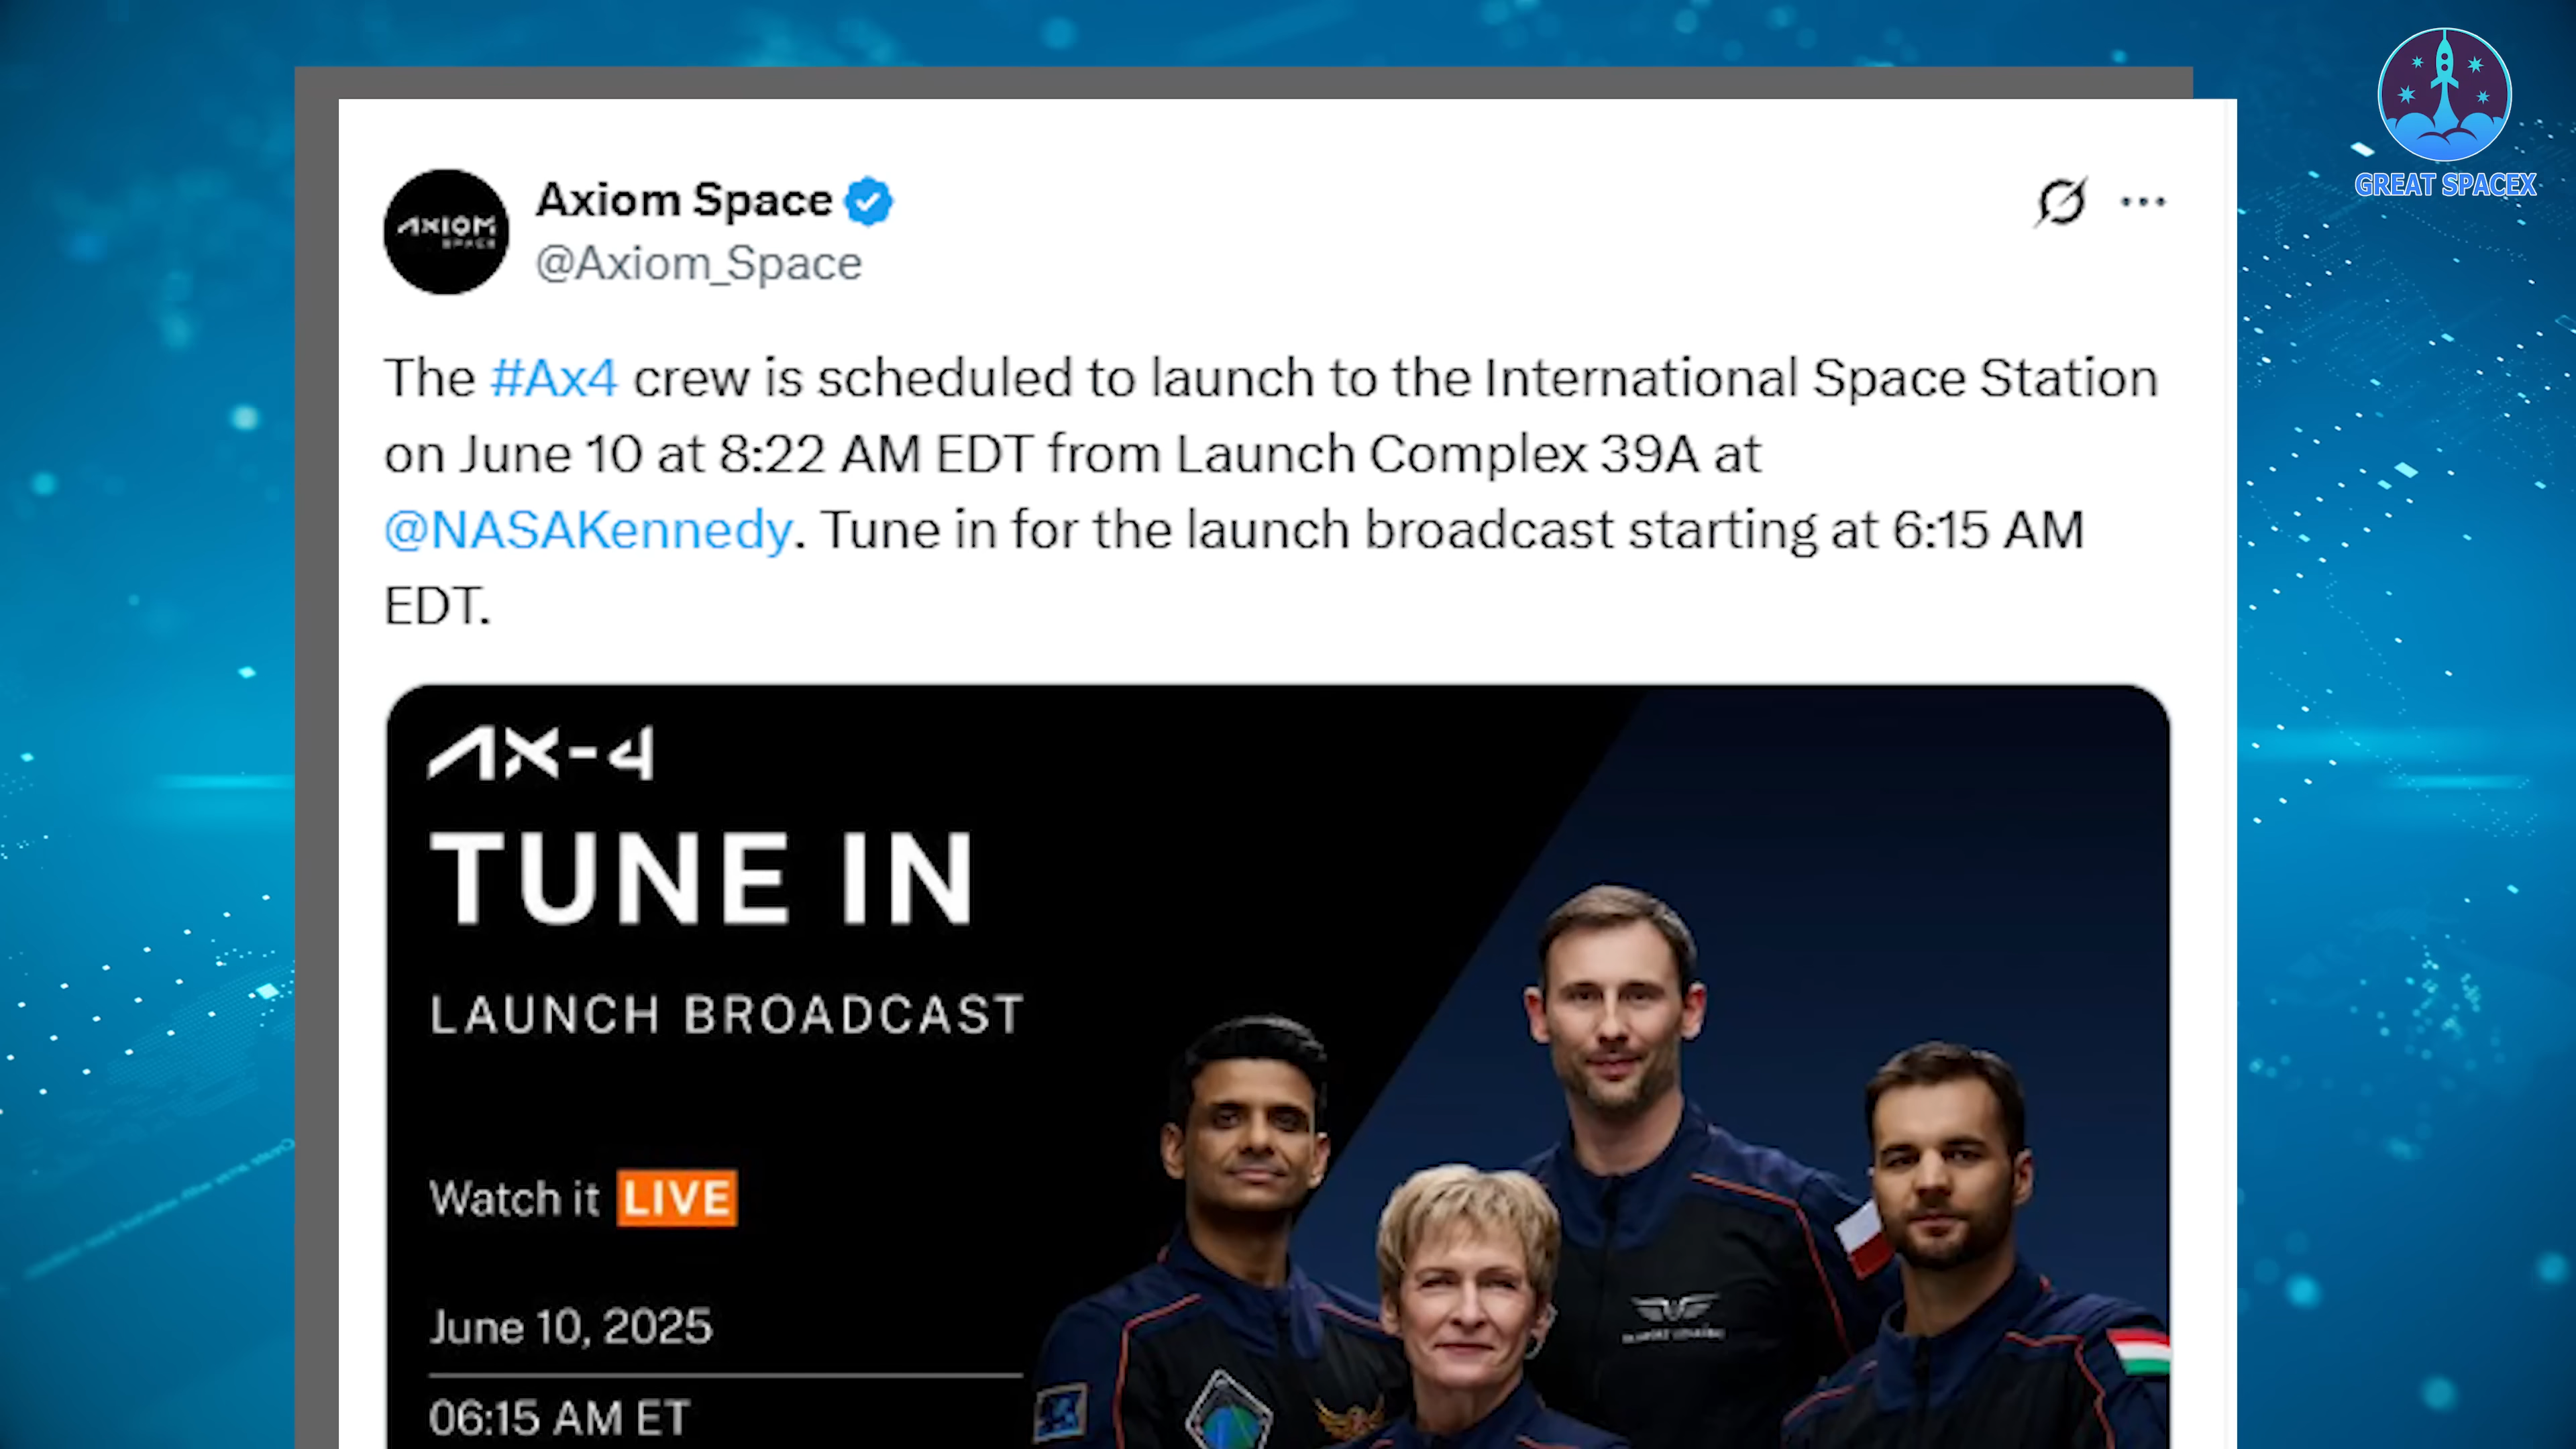 GREAT SPACEX
AXIOM
SPACE
Axiom Space
@Axiom_Space
The #Ax4 crew is scheduled to launch to the International Space Station
on June 10 at 8:22 AM EDT from Launch Complex 39A at
@NASAKennedy. Tune in for the launch broadcast starting at 6:15 AM
EDT.
AX-4
TUNE IN
LAUNCH BROADCAST
Watch it LIVE
June 10, 2025
06:15 AM ET